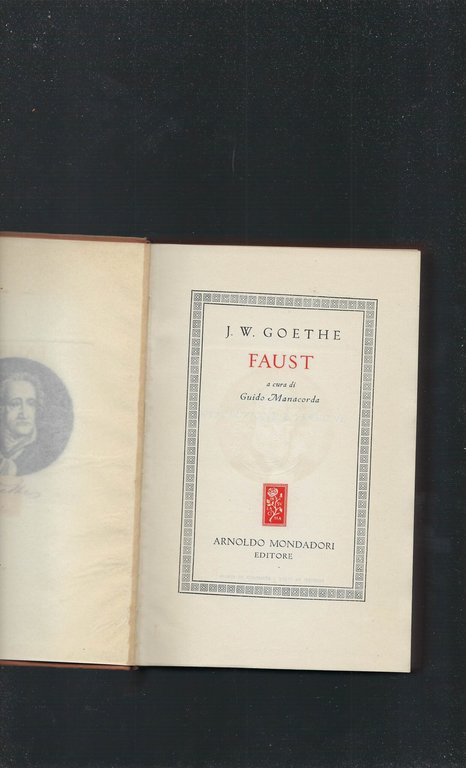 J. W. GOETHE
FAUST
a cura di
Guido Manacorda
ARNOLDO MONDADORI
EDITORE